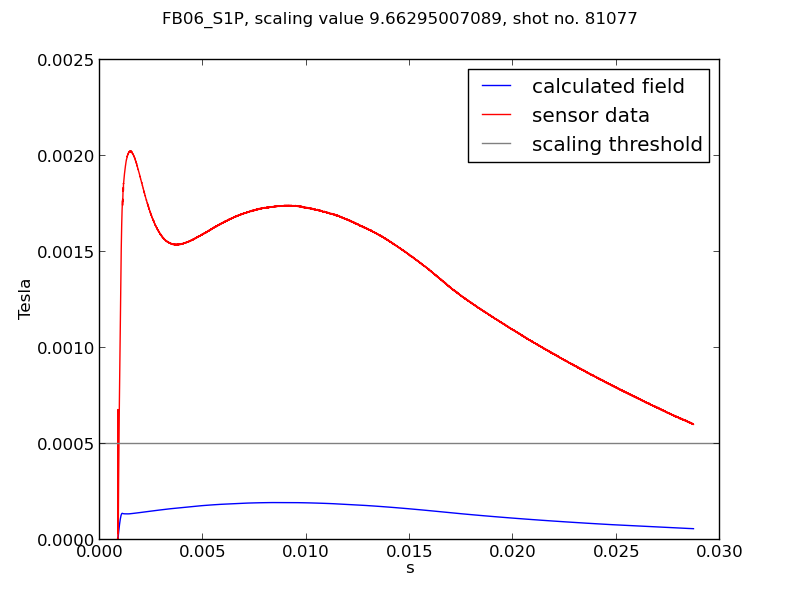 FB06_S1P, scaling value 9.66295007089, shot no. 81077
calculated field
sensor data
scaling threshold
0.0025
0.0020
0.0015
0.0010
0.0005
0.0000
Tesla
0.000 0.005 0.010 0.015 0.020 0.025 0.030
s